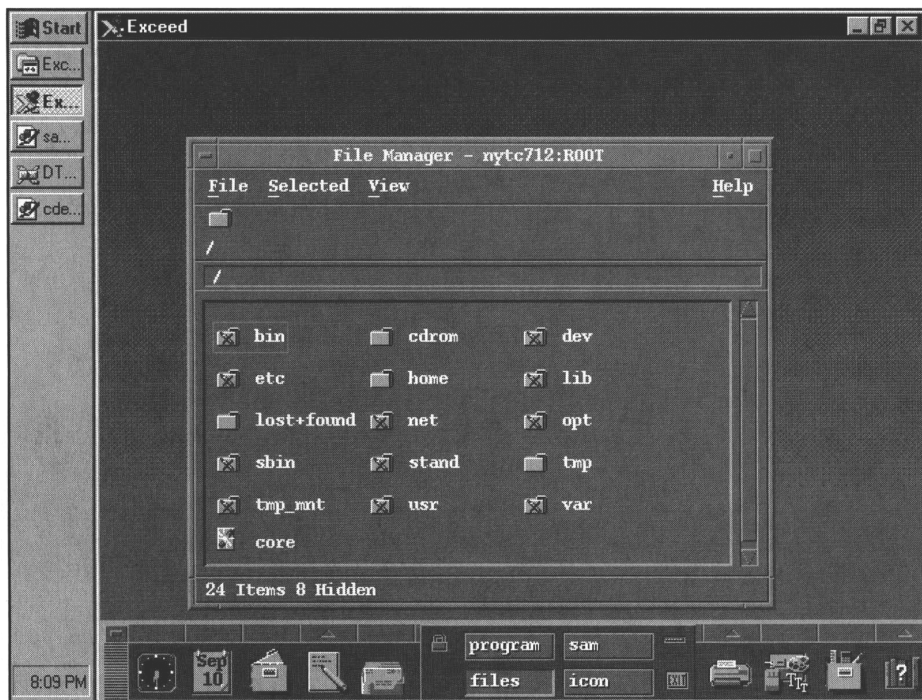 Start
Exceed
Exc...
Ex...
sa...
DT...
cde...
8:09 PM
File Manager - nytc712:ROOT
File Selected View Help
/
/
bin cdrom dev
etc home lib
lost+found net opt
sbin stand tmp
tmp_mnt usr var
core
24 Items 8 Hidden
Sep
10
program sam
files icon
EXIT
TTT
?